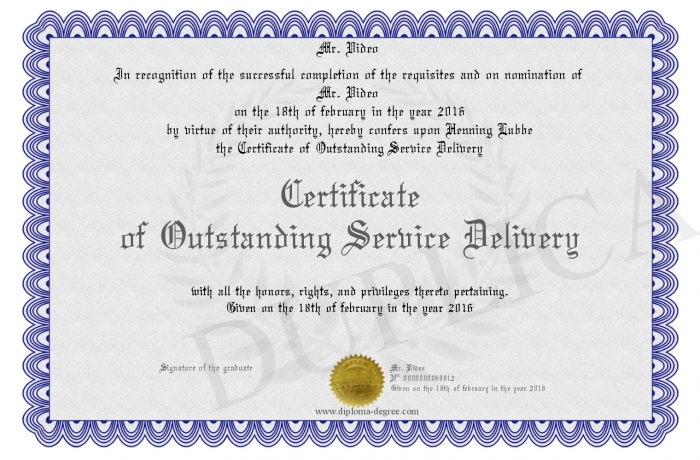 Mr. Video
In recognition of the successful completion of the requisites and on nomination of
Mr. Video
on the 18th of february in the year 2016
by virtue of their authority, hereby confers upon Henning Lubbe
the Certificate of Outstanding Service Delivery
Certificate
of Outstanding Service Delivery
with all the honors, rights, and privileges thereto pertaining.
Given on the 18th of february in the year 2016
Signature of the graduate
Mr. Video
Given on the 18th of february in the year 2016
www.diploma-degree.com
DUPLICA